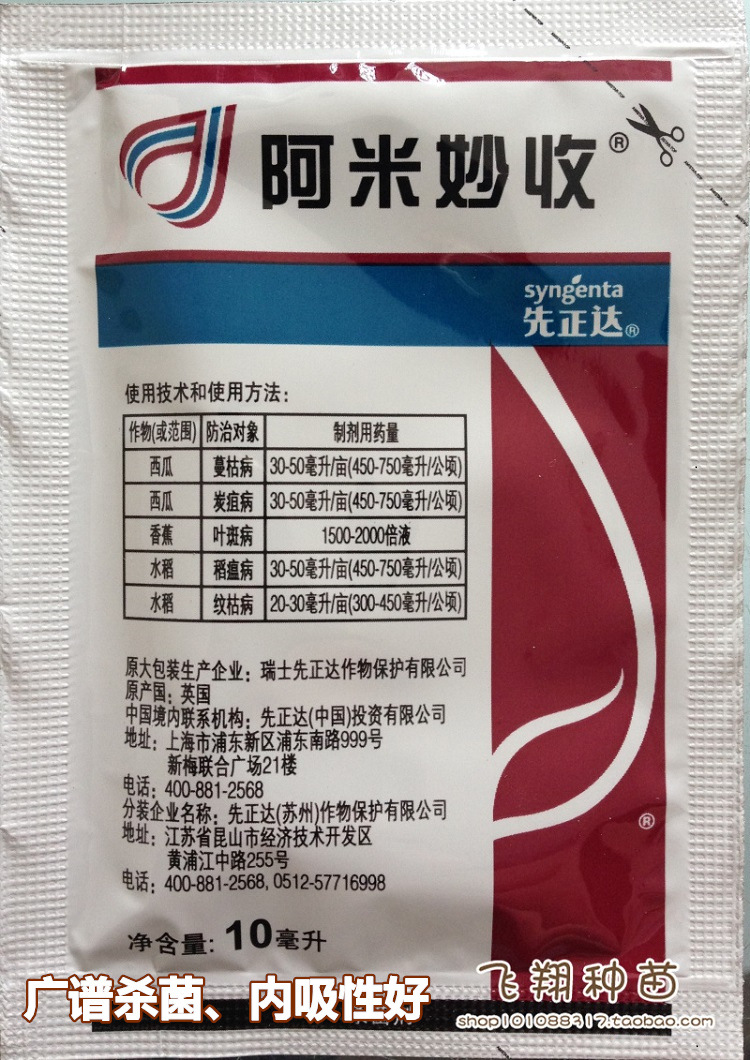 阿米妙收®
syngenta
先正达®
使用技术和使用方法：
作物(或范围) 防治对象 制剂用药量
西瓜 蔓枯病 30-50毫升/亩(450-750毫升/公顷)
西瓜 炭疽病 30-50毫升/亩(450-750毫升/公顷)
香蕉 叶斑病 1500-2000倍液
水稻 稻瘟病 30-50毫升/亩(450-750毫升/公顷)
水稻 纹枯病 20-30毫升/亩(300-450毫升/公顷)
原大包装生产企业：瑞士先正达作物保护有限公司
原产国：英国
中国境内联系机构：先正达(中国)投资有限公司
地址：上海市浦东新区浦东南路999号
新梅联合广场21楼
电话：400-881-2568
分装企业名称：先正达(苏州)作物保护有限公司
地址：江苏省昆山市经济技术开发区
黄浦江中路255号
电话：400-881-2568, 0512-57716998
®
净含量：10毫升
广谱杀菌、内吸性好
飞翔种苗
shop101088317.taobao.com